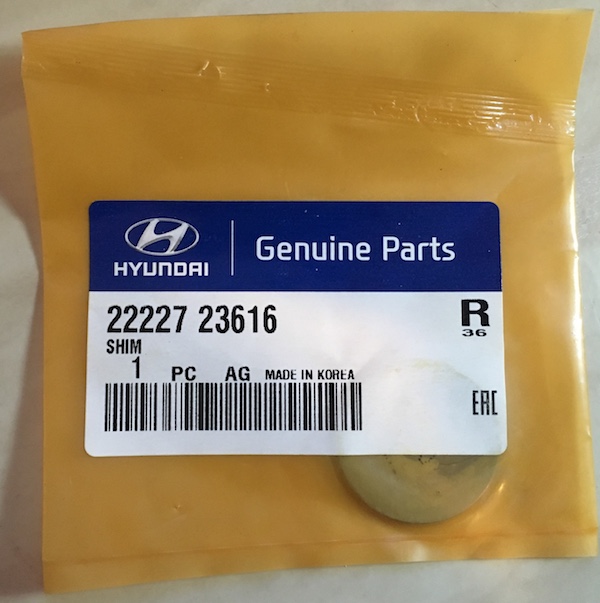 HYUNDAI
Genuine Parts
22227 23616
SHIM
R
36
1 PC AG MADE IN KOREA
EAC